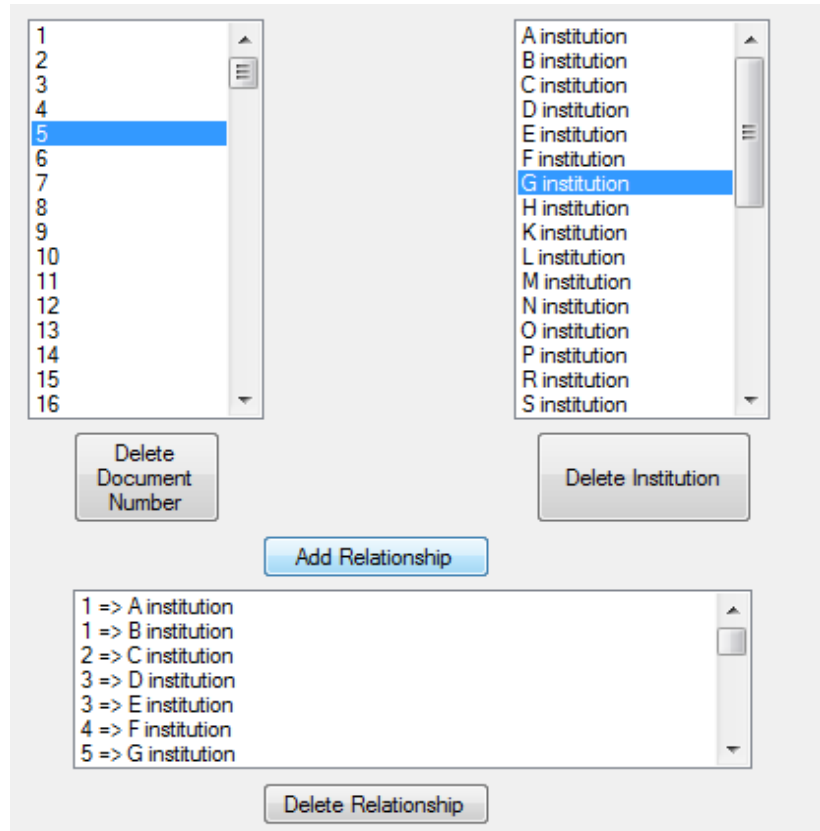 1
2
3
4
5
6
7
8
9
10
11
12
13
14
15
16
A institution
B institution
C institution
D institution
E institution
F institution
G institution
H institution
K institution
L institution
M institution
N institution
O institution
P institution
R institution
S institution
Delete
Document
Number
Delete Institution
Add Relationship
1 => A institution
1 => B institution
2 => C institution
3 => D institution
3 => E institution
4 => F institution
5 => G institution
Delete Relationship